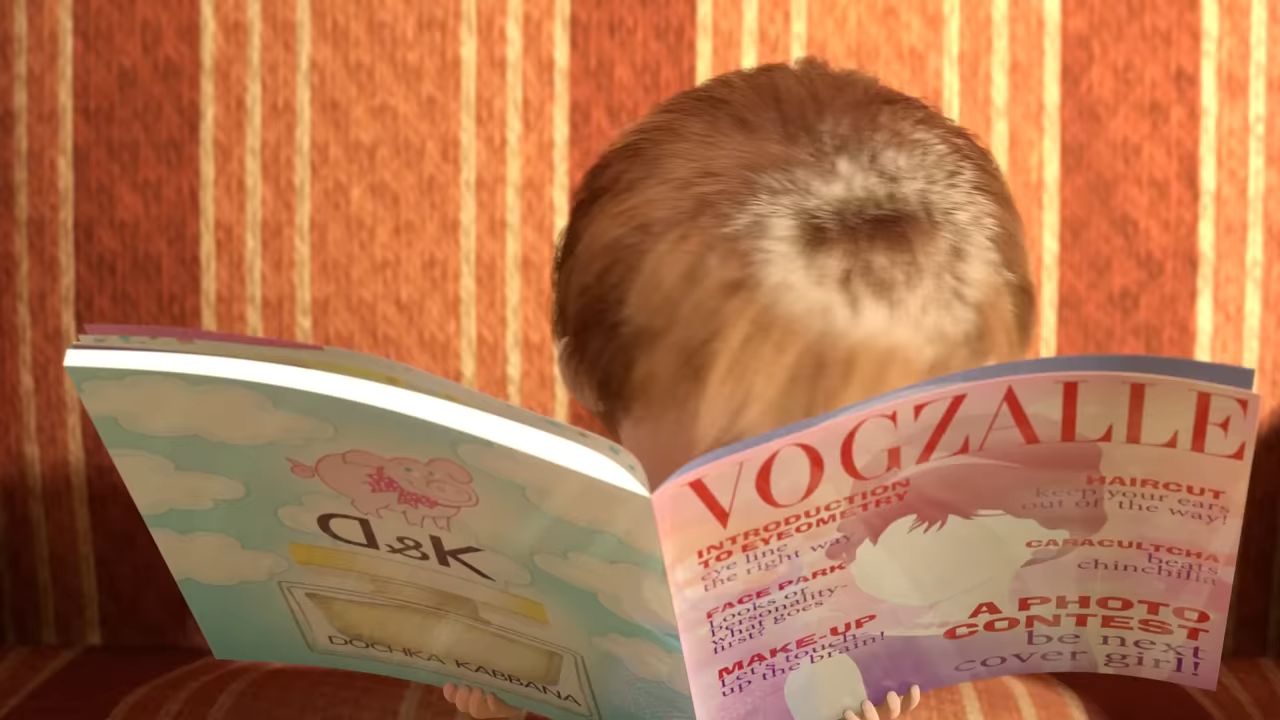 D&K
DOCHKA KABBANA
VOGZALLE
INTRODUCTION
TO EYEOMETRY
eye line
the right way
FACE PARK
Looks or
personality-
what goes
first?
MAKE-UP
Let's touch-
up the brain!
HAIRCUT
keep your ears
out of the way!
CARACULTCHA
beats
chinchilla
A PHOTO
CONTEST
be next
cover girl!